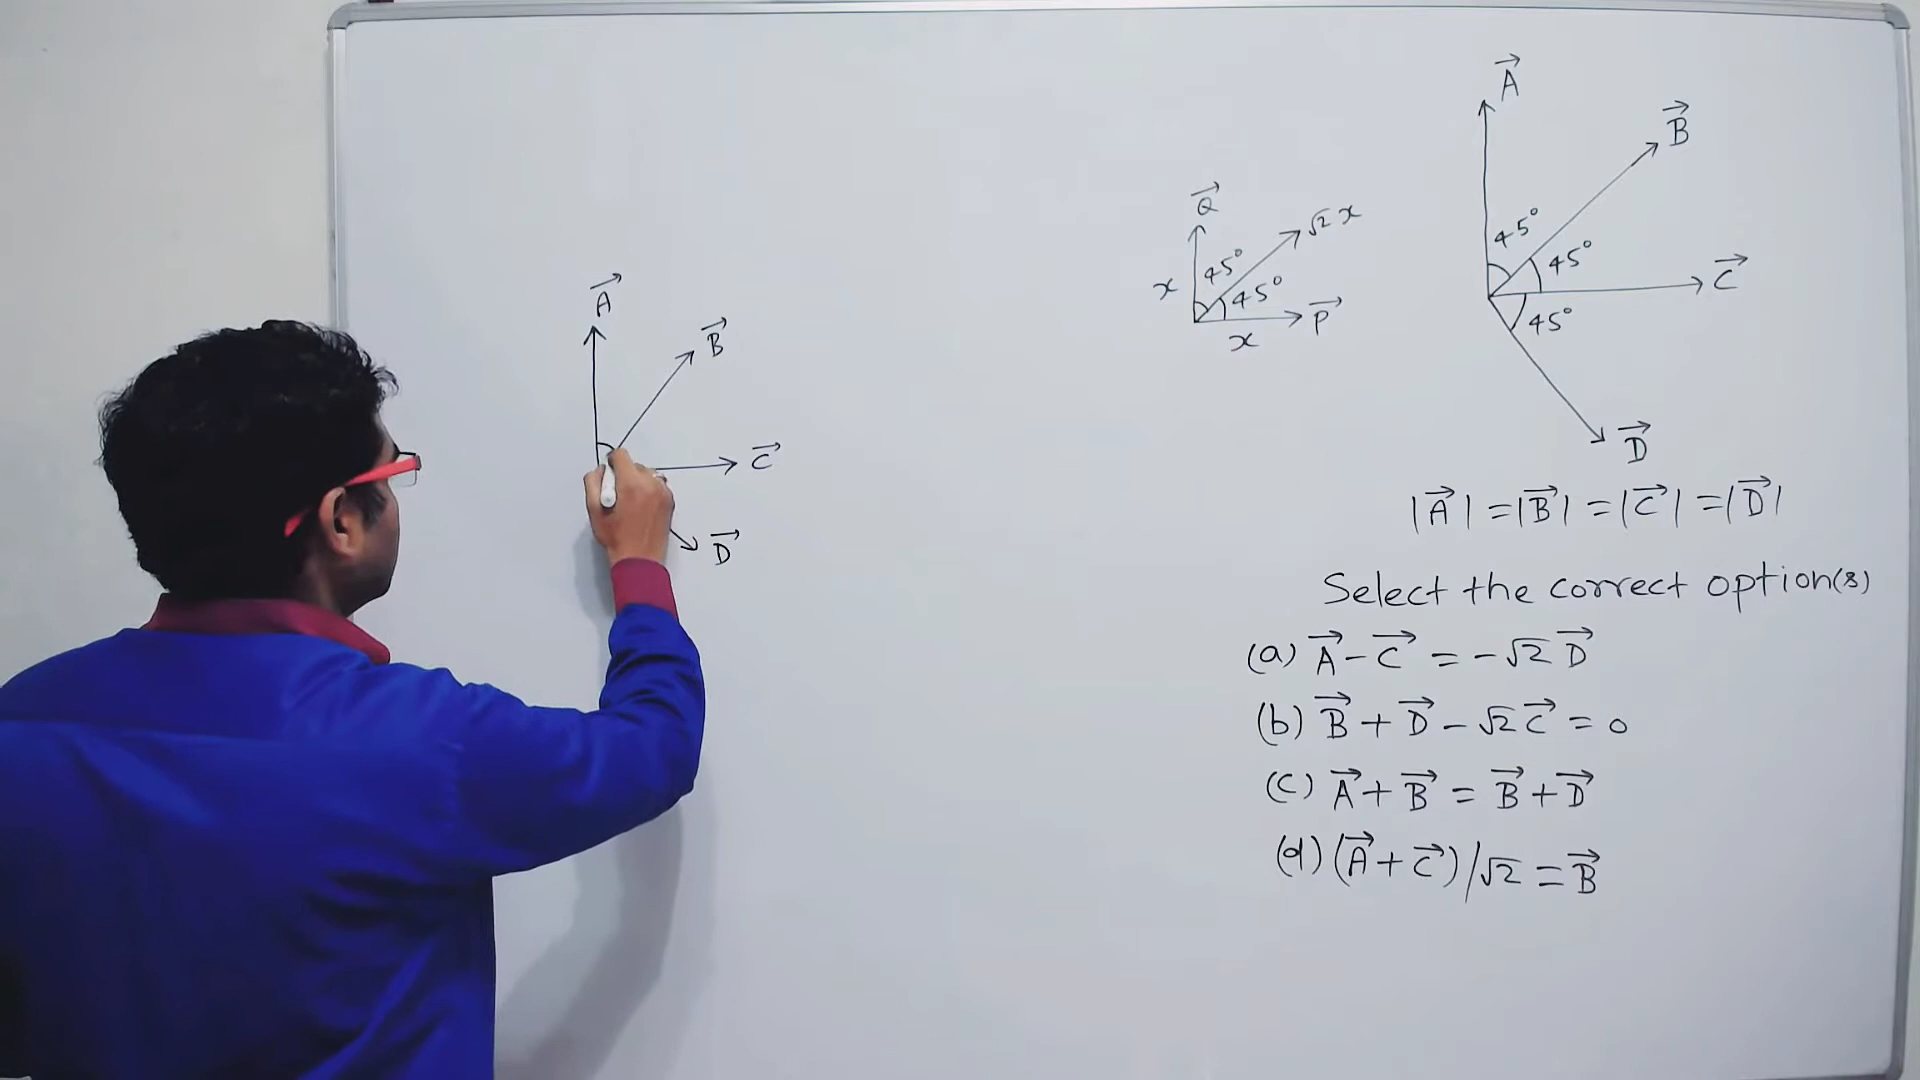 A⃗
B⃗
C⃗
D⃗
Q⃗
√2 x
45°
x
45°
P⃗
x
A⃗
B⃗
45°
45°
C⃗
45°
D⃗
|A⃗| = |B⃗| = |C⃗| = |D⃗|
Select the correct option(s)
(a) A⃗ - C⃗ = -√2 D⃗
(b) B⃗ + D⃗ - √2 C⃗ = 0
(c) A⃗ + B⃗ = B⃗ + D⃗
(d) (A⃗ + C⃗)/√2 = B⃗